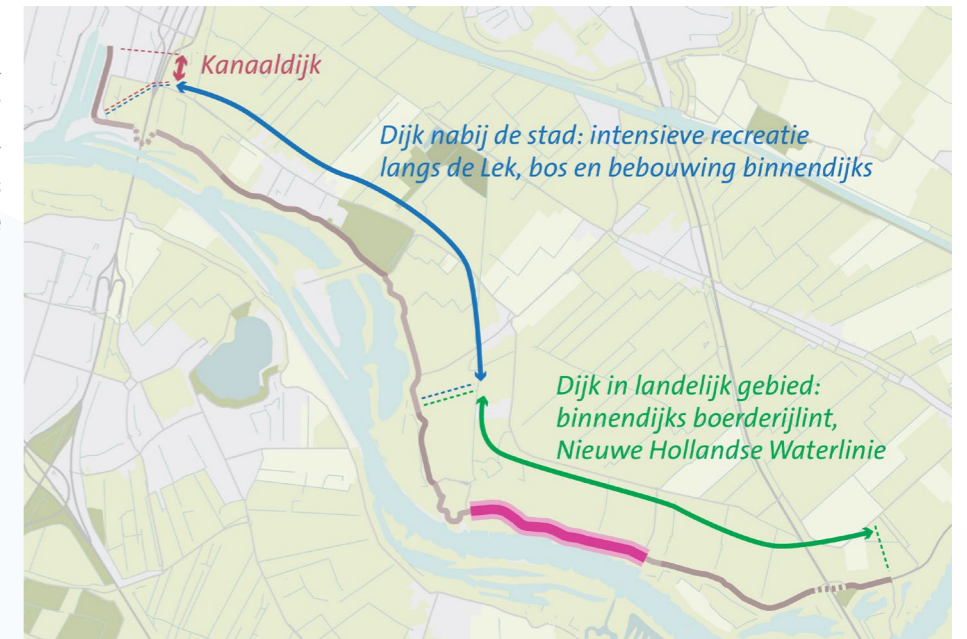 Kanaaldijk
Dijk nabij de stad: intensieve recreatie
langs de Lek, bos en bebouwing binnendijks
Dijk in landelijk gebied:
binnendijks boerderijlint,
Nieuwe Hollandse Waterlinie